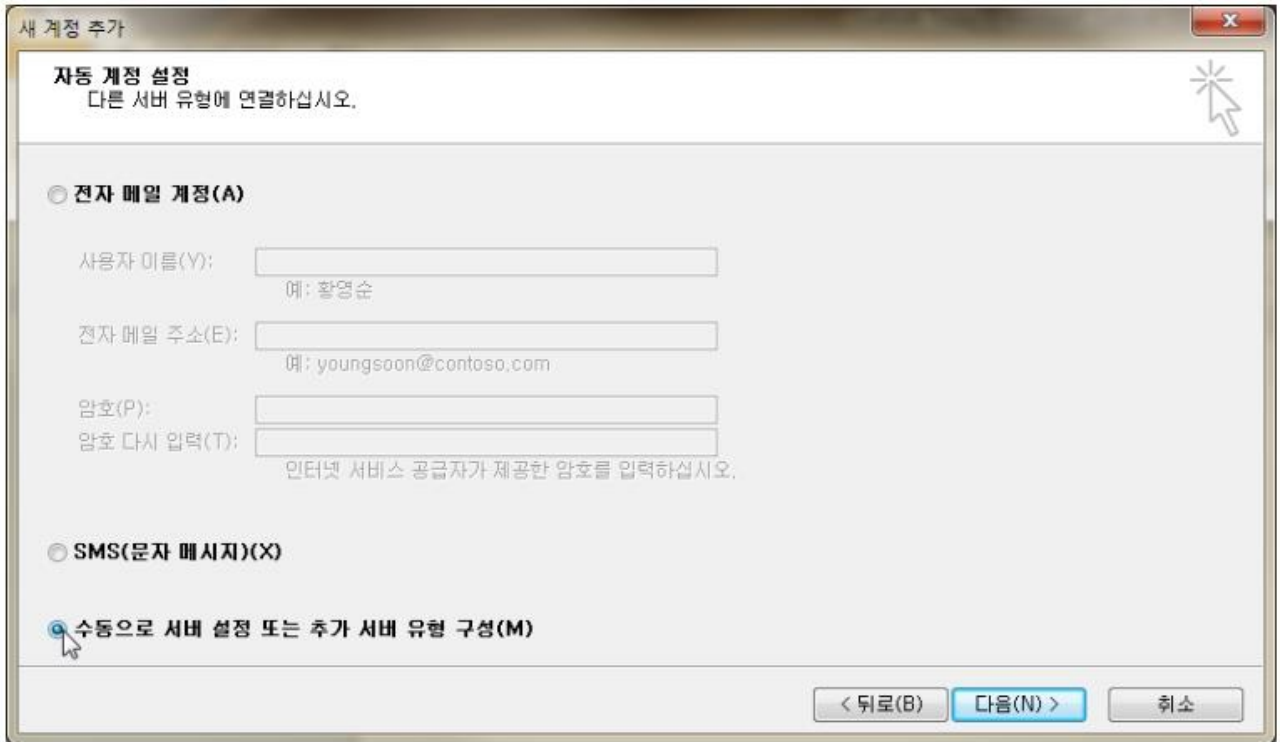 새 계정 추가
자동 계정 설정
다른 서버 유형에 연결하십시오.
전자 메일 계정(A)
사용자 이름(Y):
예: 황영순
전자 메일 주소(E):
예: youngsoon@contoso.com
암호(P):
암호 다시 입력(T):
인터넷 서비스 공급자가 제공한 암호를 입력하십시오.
SMS(문자 메시지)(X)
수동으로 서버 설정 또는 추가 서버 유형 구성(M)
< 뒤로(B) 다음(N) > 취소